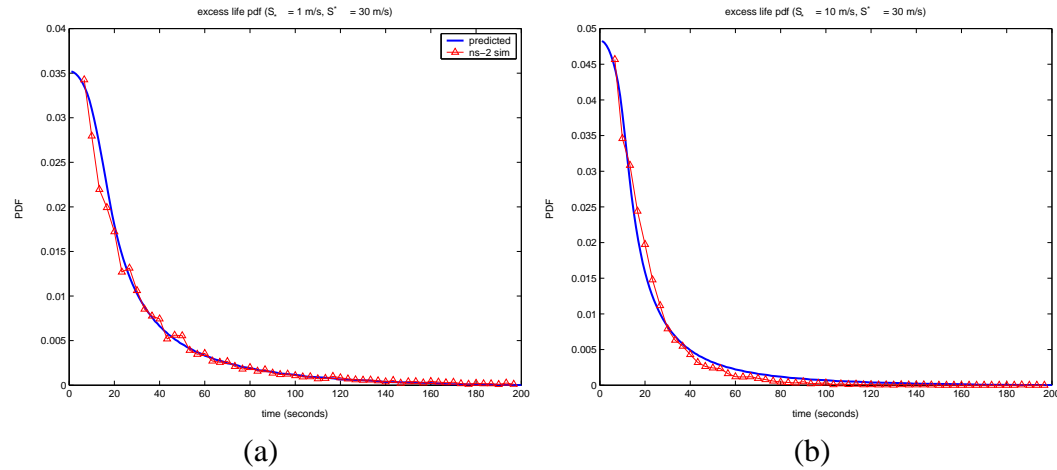 excess life pdf (S* = 1 m/s, S* = 30 m/s)
0.04
0.035
0.03
0.025
0.02
0.015
0.01
0.005
0
PDF
predicted
ns-2 sim
0 20 40 60 80 100 120 140 160 180 200
time (seconds)
(a)
excess life pdf (S* = 10 m/s, S* = 30 m/s)
0.05
0.045
0.04
0.035
0.03
0.025
0.02
0.015
0.01
0.005
0
PDF
0 20 40 60 80 100 120 140 160 180 200
time (seconds)
(b)